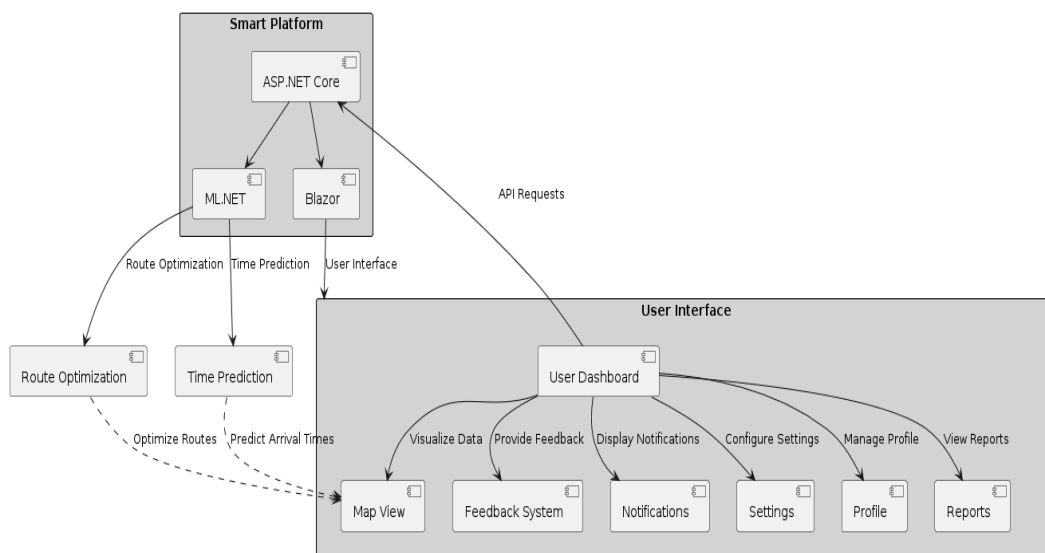 Smart Platform
ASP.NET Core
ML.NET
Blazor
API Requests
Route Optimization
Time Prediction
User Interface
User Interface
Route Optimization
Time Prediction
User Dashboard
Optimize Routes
Predict Arrival Times
Visualize Data
Provide Feedback
Display Notifications
Configure Settings
Manage Profile
View Reports
Map View
Feedback System
Notifications
Settings
Profile
Reports